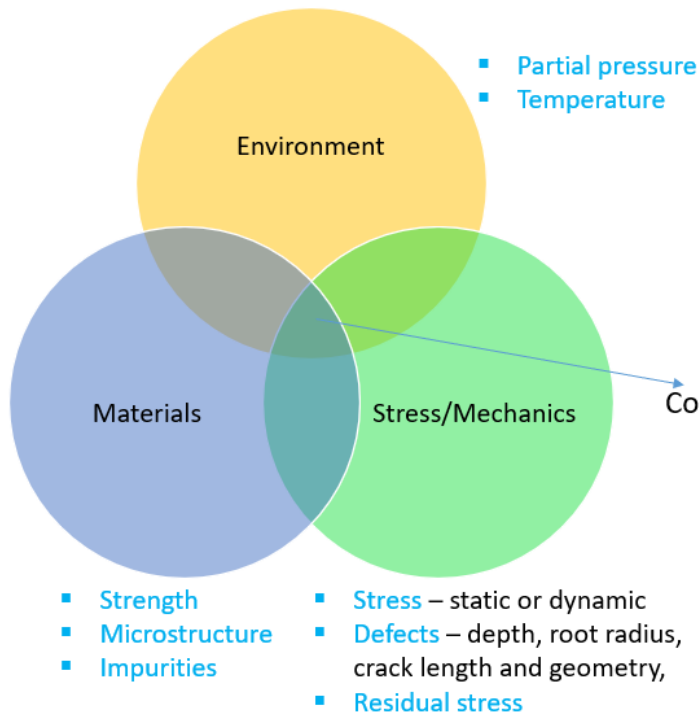 Partial pressure
Temperature
Environment
Materials
Stress/Mechanics
Co
Strength
Microstructure
Impurities
Stress – static or dynamic
Defects – depth, root radius,
crack length and geometry,
Residual stress